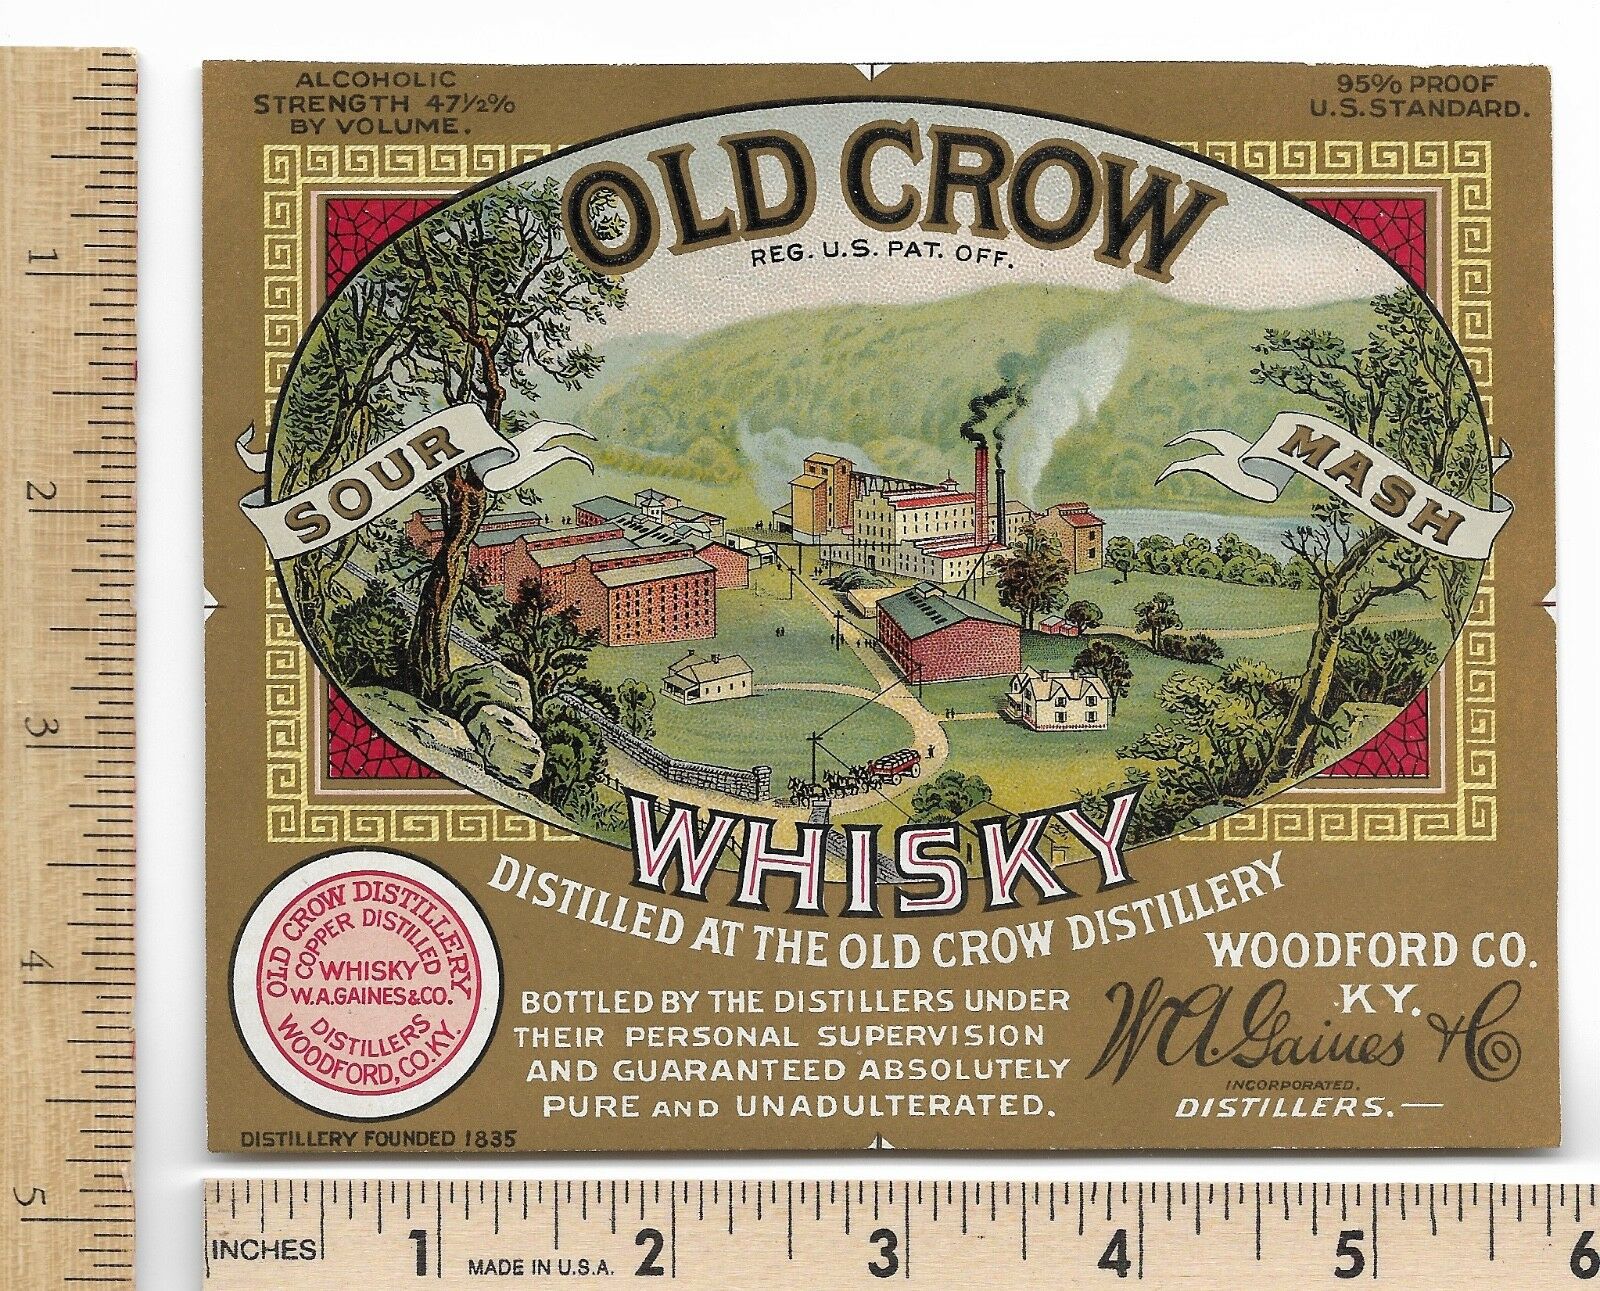 ALCOHOLIC
STRENGTH 47½%
BY VOLUME.
95% PROOF
U.S. STANDARD.
OLD CROW
REG. U.S. PAT. OFF.
SOUR
MASH
WHISKY
DISTILLED AT THE OLD CROW DISTILLERY
WOODFORD CO.
KY.
OLD CROW DISTILLERY
COPPER DISTILLED
WHISKY
W.A. GAINES & CO.
DISTILLERS
WOODFORD, CO. KY.
BOTTLED BY THE DISTILLERS UNDER
THEIR PERSONAL SUPERVISION
AND GUARANTEED ABSOLUTELY
PURE AND UNADULTERATED.
W.A. Gaines & Co
INCORPORATED.
DISTILLERS.—
DISTILLERY FOUNDED 1835
1
2
3
4
5
INCHES 1 2 3 4 5 6
MADE IN U.S.A.